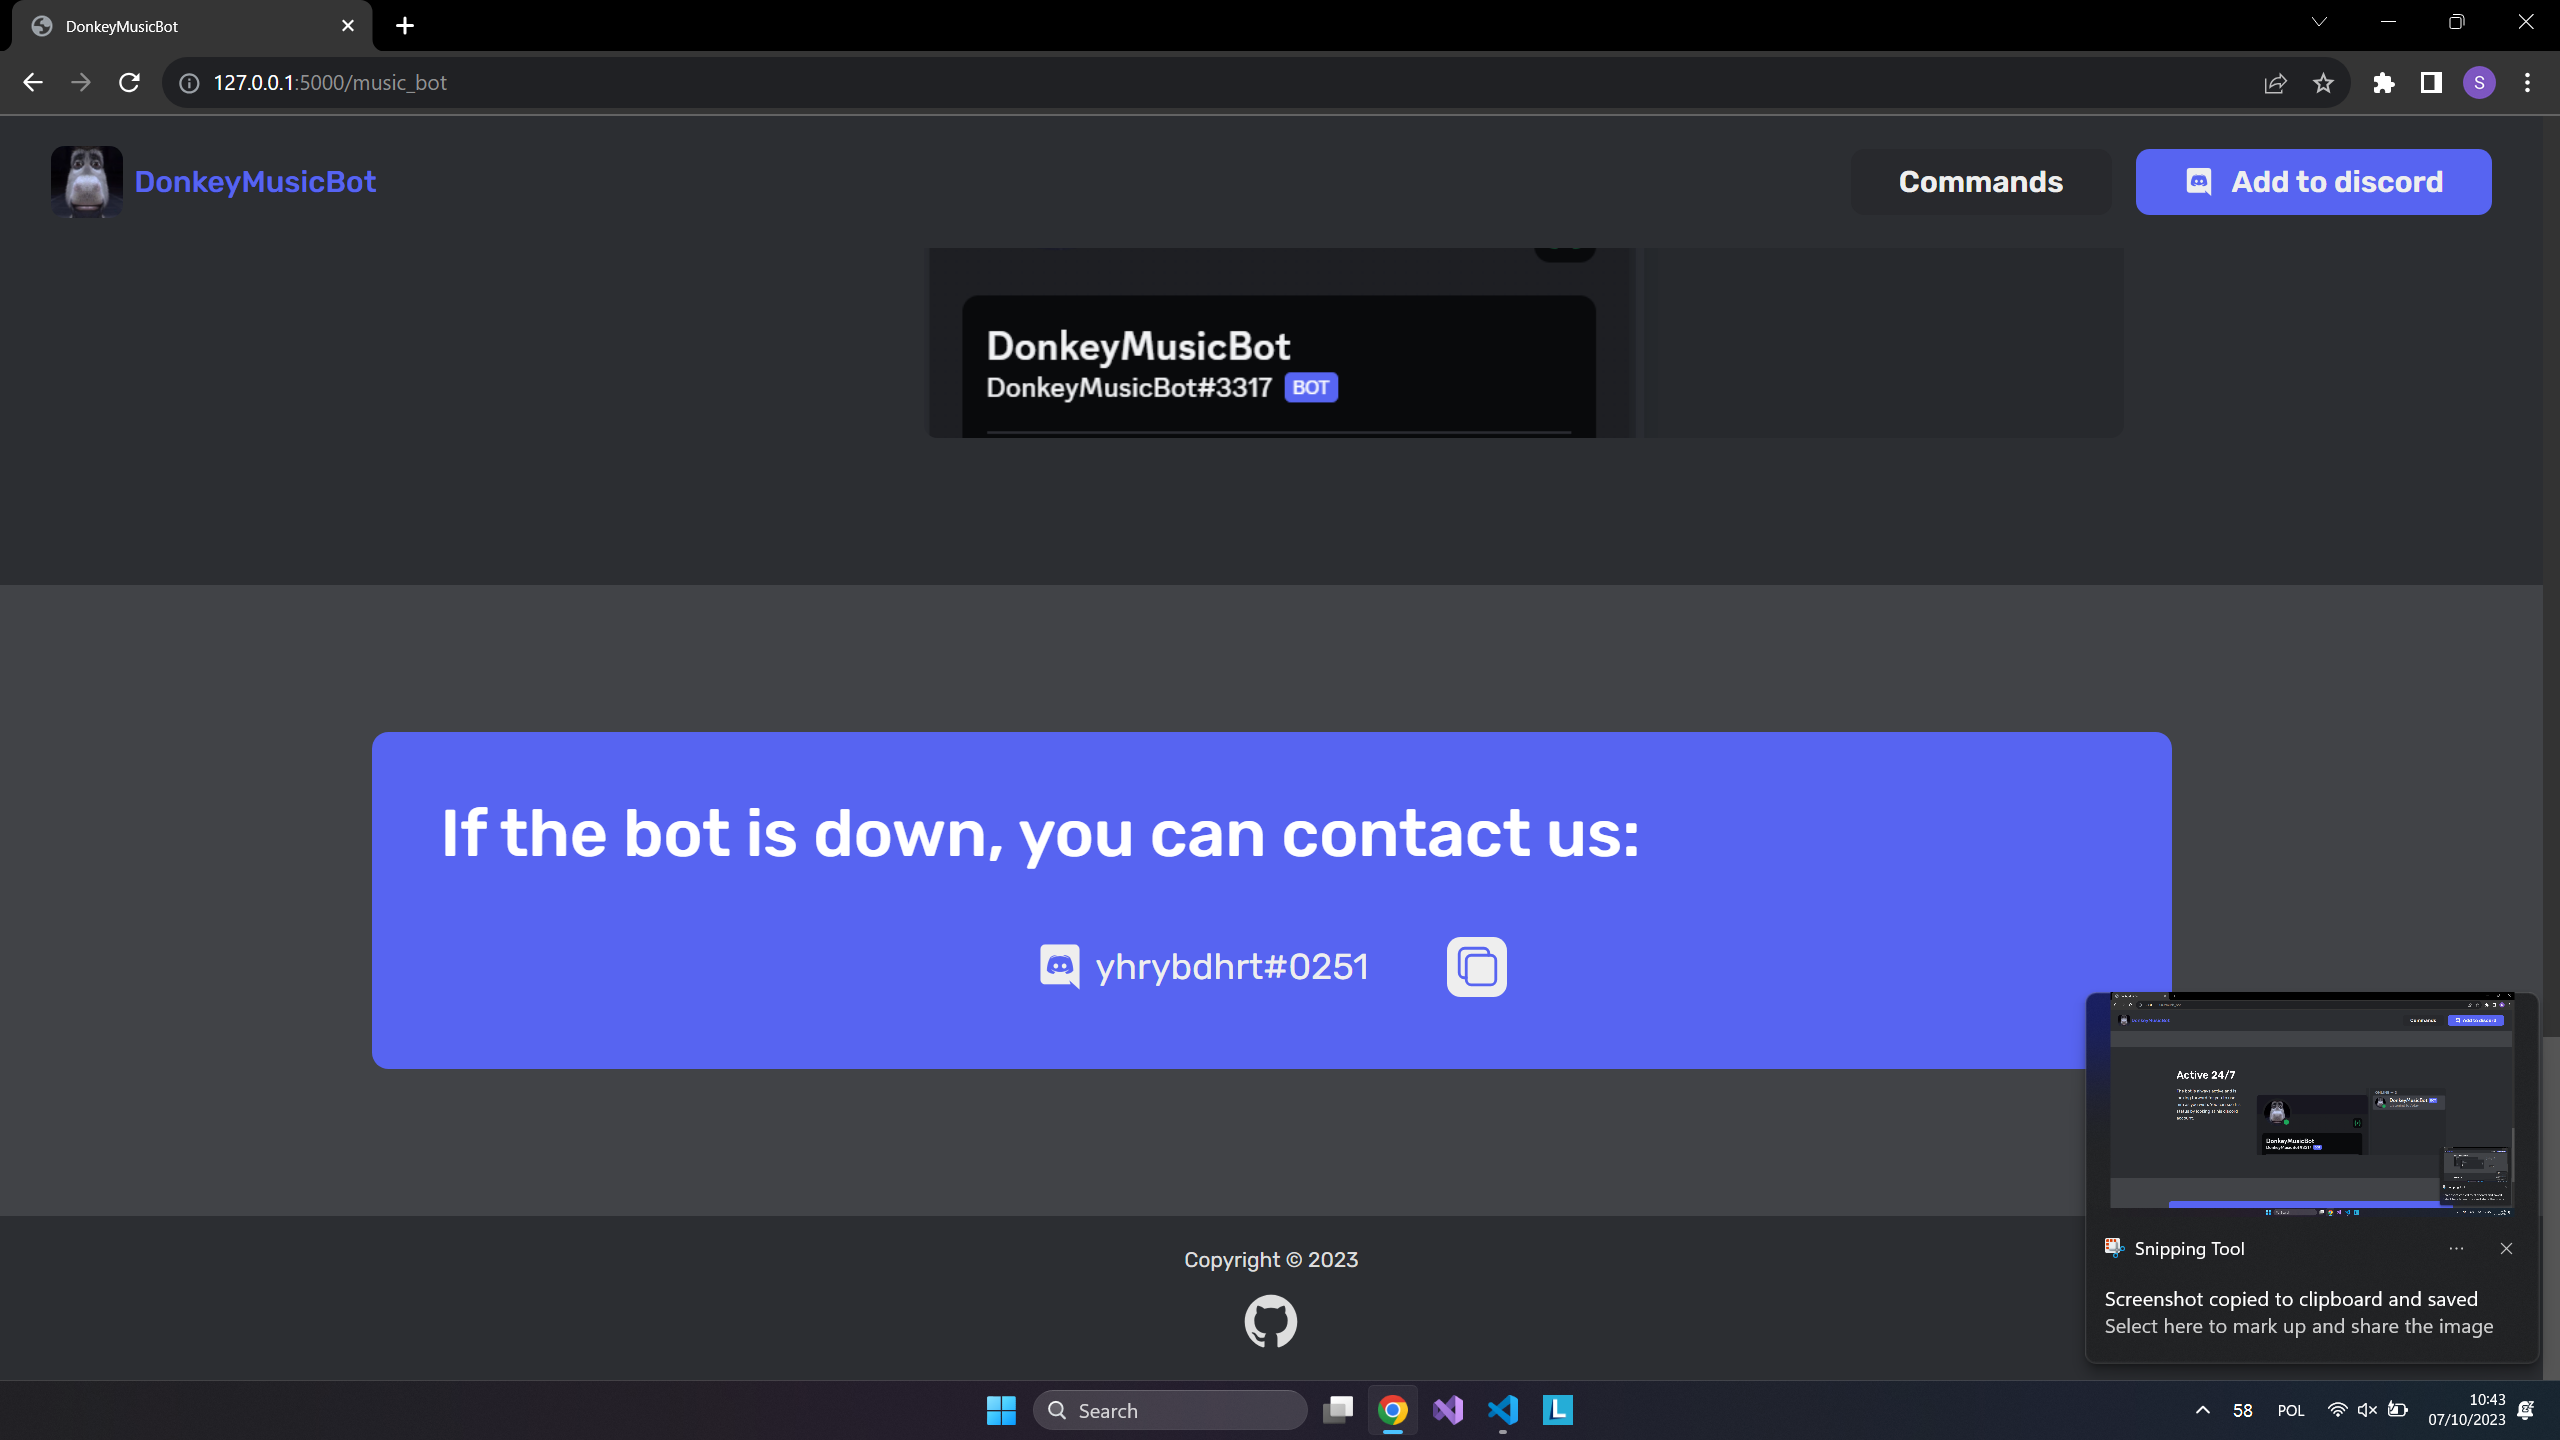 DonkeyMusicBot
127.0.0.1:5000/music_bot
S
DonkeyMusicBot
Commands
Add to discord
DonkeyMusicBot
DonkeyMusicBot#3317 BOT
If the bot is down, you can contact us:
yhrybdhrt#0251
Active 24/7
Copyright © 2023
Snipping Tool
Screenshot copied to clipboard and saved
Select here to mark up and share the image
Search
L
58
POL
10:43
07/10/2023